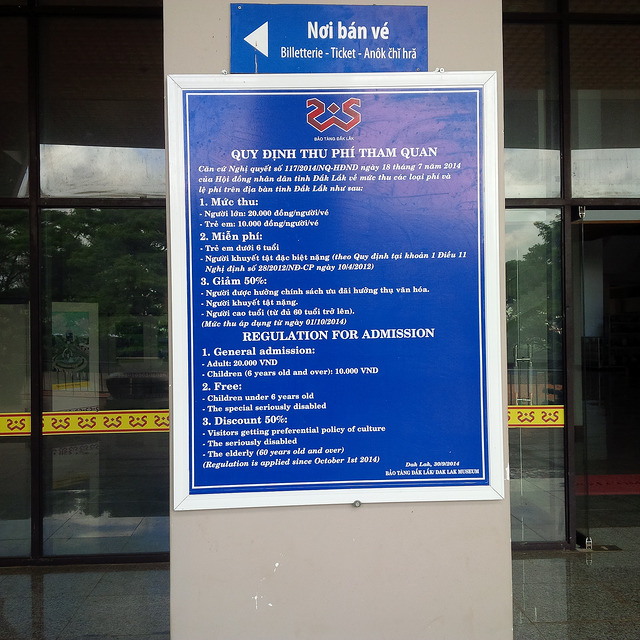 Nơi bán vé
Billetterie - Ticket - Anôk čhĭ hră
BẢO TÀNG ĐẮK LẮK
QUY ĐỊNH THU PHÍ THAM QUAN
Căn cứ Nghị quyết số 117/2014/NQ-HĐND ngày 18 tháng 7 năm 2014
của Hội đồng nhân dân tỉnh Đắk Lắk về mức thu các loại phí và
lệ phí trên địa bàn tỉnh Đắk Lắk như sau:
1. Mức thu:
- Người lớn: 20.000 đồng/người/vé
- Trẻ em: 10.000 đồng/người/vé
2. Miễn phí:
- Trẻ em dưới 6 tuổi
- Người khuyết tật đặc biệt nặng (theo Quy định tại khoản 1 Điều 11
Nghị định số 28/2012/NĐ-CP ngày 10/4/2012)
3. Giảm 50%:
- Người được hưởng chính sách ưu đãi hưởng thụ văn hóa.
- Người khuyết tật nặng.
- Người cao tuổi (từ đủ 60 tuổi trở lên).
(Mức thu áp dụng từ ngày 01/10/2014)
REGULATION FOR ADMISSION
1. General admission:
- Adult: 20.000 VND
- Children (6 years old and over): 10.000 VND
2. Free:
- Children under 6 years old
- The special seriously disabled
3. Discount 50%:
- Visitors getting preferential policy of culture
- The seriously disabled
- The elderly (60 years old and over)
(Regulation is applied since October 1st 2014)
Dak Lak, 30/9/2014
BẢO TÀNG ĐẮK LẮK/ DAK LAK MUSEUM